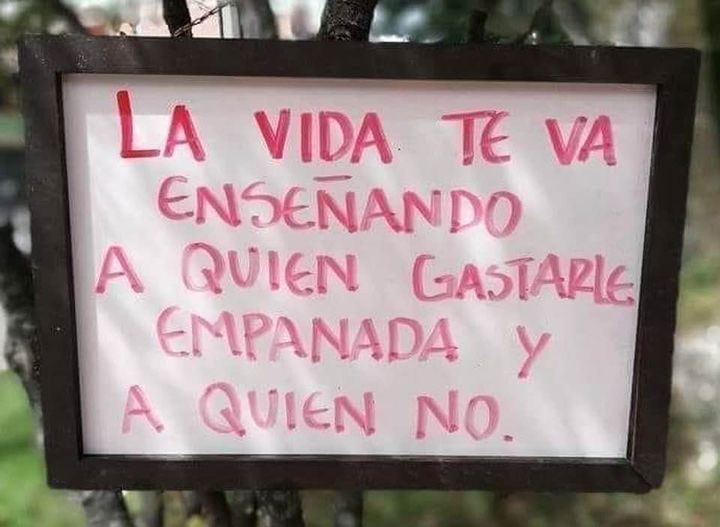 LA VIDA TE VA
ENSEÑANDO
A QUIEN GASTARLE
EMPANADA Y
A QUIEN NO.